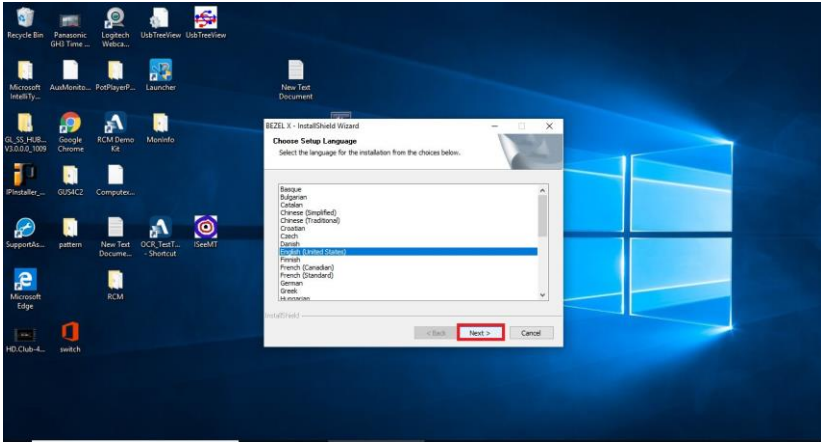 Recycle Bin
Panasonic
GH3 Time ...
Logitech
Webca...
UsbTreeView
UsbTreeView
Microsoft
IntelliTy...
AuxMonito...
PotPlayerP...
Launcher
New Text
Document
GL_SS_HUB...
V3.0.0.0_1009
Google
Chrome
RCM Demo
Kit
Moninfo
IPInstaller_...
GUS4C2
Computex...
SupportAs...
pattern
New Text
Docume...
OCR_TestT...
- Shortcut
ISeeMT
Microsoft
Edge
RCM
HD.Club-4...
switch
BEZEL X - InstallShield Wizard
Choose Setup Language
Select the language for the installation from the choices below.
Basque
Bulgarian
Catalan
Chinese (Simplified)
Chinese (Traditional)
Croatian
Czech
Danish
English (United States)
Finnish
French (Canadian)
French (Standard)
German
Greek
Hungarian
InstallShield
< Back
Next >
Cancel